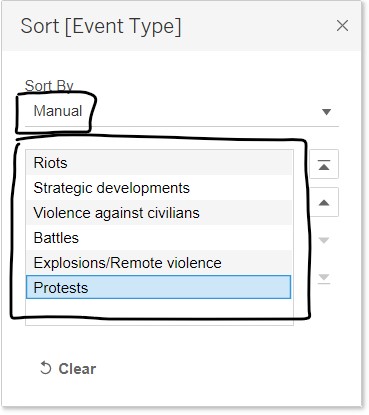 Sort [Event Type]
Sort By
Manual
Riots
Strategic developments
Violence against civilians
Battles
Explosions/Remote violence
Protests
Clear